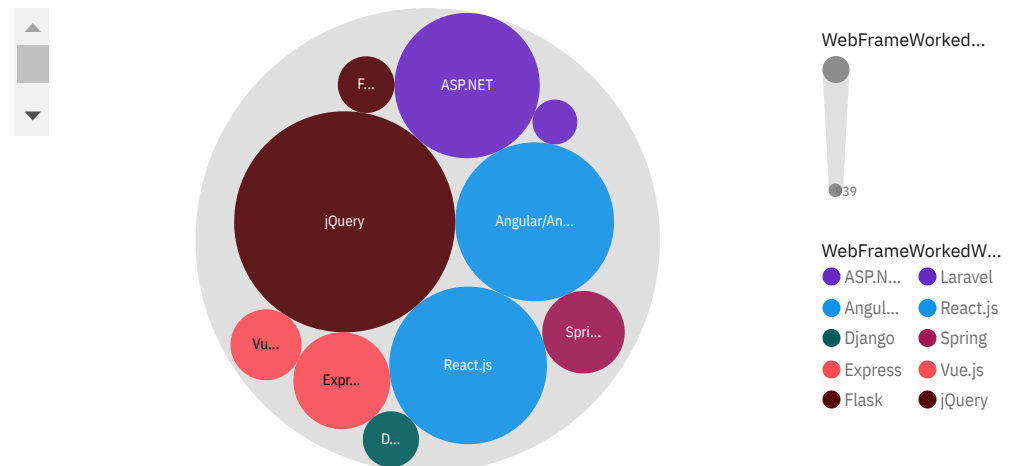 F...
ASP.NET
jQuery
Angular/An...
Vu...
Expr...
React.js
Spri...
D...
WebFrameWorked...
939
WebFrameWorkedW...
ASP.N... Laravel
Angul... React.js
Django Spring
Express Vue.js
Flask jQuery